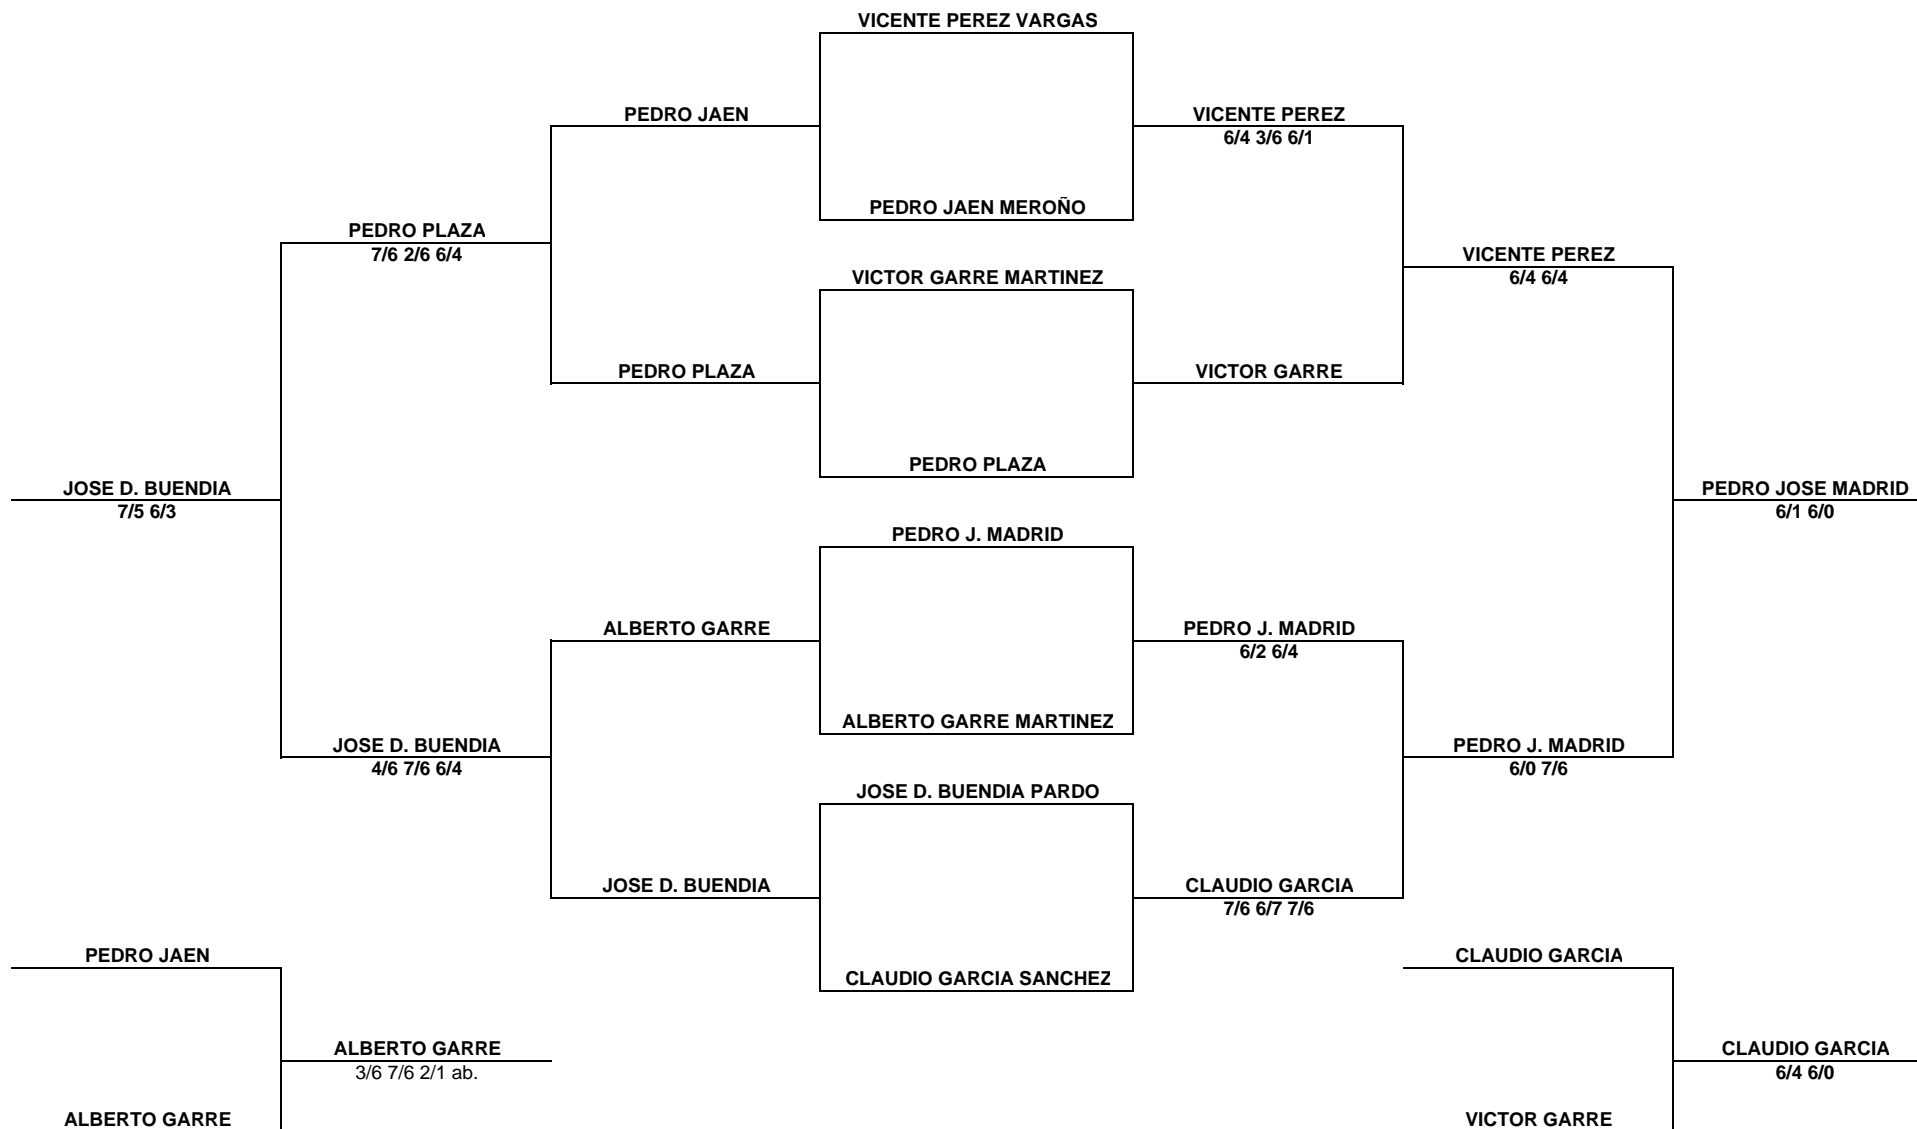 VICENTE PEREZ VARGAS
PEDRO JAEN
VICENTE PEREZ
6/4 3/6 6/1
PEDRO JAEN MEROÑO
PEDRO PLAZA
7/6 2/6 6/4
VICENTE PEREZ
6/4 6/4
VICTOR GARRE MARTINEZ
PEDRO PLAZA
VICTOR GARRE
PEDRO PLAZA
JOSE D. BUENDIA
7/5 6/3
PEDRO JOSE MADRID
6/1 6/0
PEDRO J. MADRID
ALBERTO GARRE
PEDRO J. MADRID
6/2 6/4
ALBERTO GARRE MARTINEZ
JOSE D. BUENDIA
4/6 7/6 6/4
PEDRO J. MADRID
6/0 7/6
JOSE D. BUENDIA PARDO
JOSE D. BUENDIA
CLAUDIO GARCIA
7/6 6/7 7/6
PEDRO JAEN
CLAUDIO GARCIA
CLAUDIO GARCIA SANCHEZ
ALBERTO GARRE
3/6 7/6 2/1 ab.
CLAUDIO GARCIA
6/4 6/0
ALBERTO GARRE
VICTOR GARRE